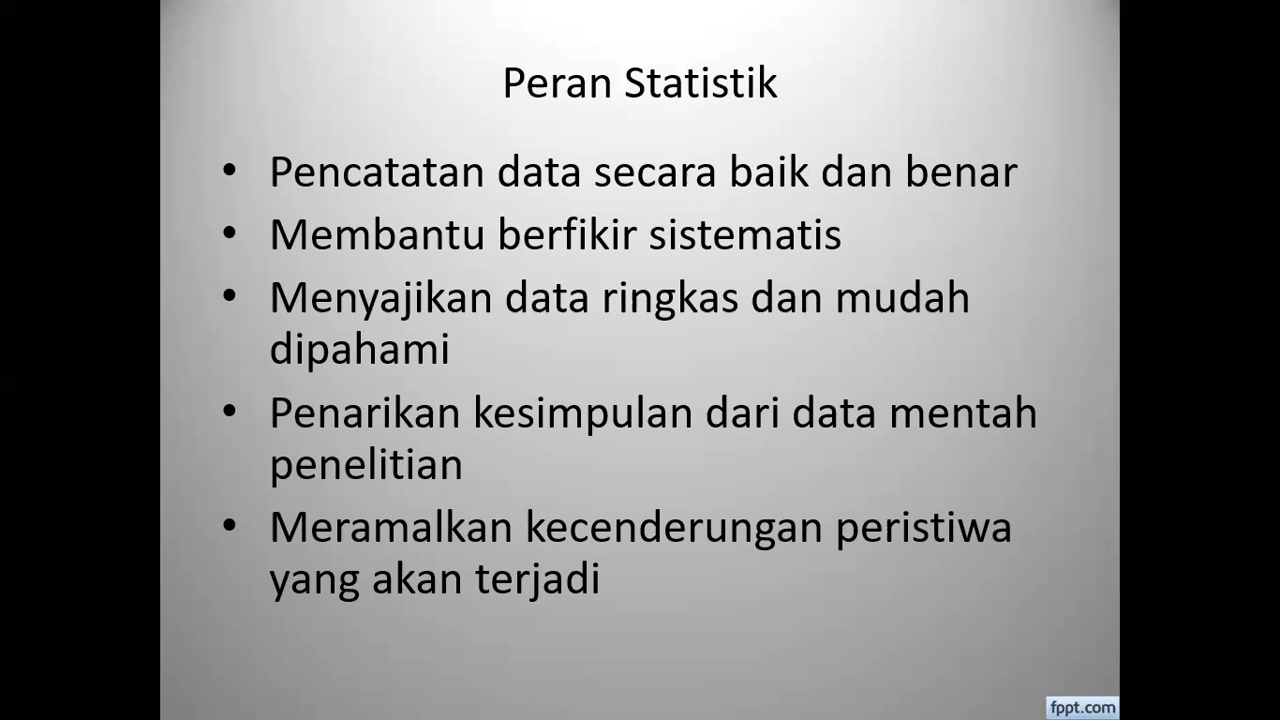 Peran Statistik
• Pencatatan data secara baik dan benar
• Membantu berfikir sistematis
• Menyajikan data ringkas dan mudah
dipahami
• Penarikan kesimpulan dari data mentah
penelitian
• Meramalkan kecenderungan peristiwa
yang akan terjadi
fppt.com